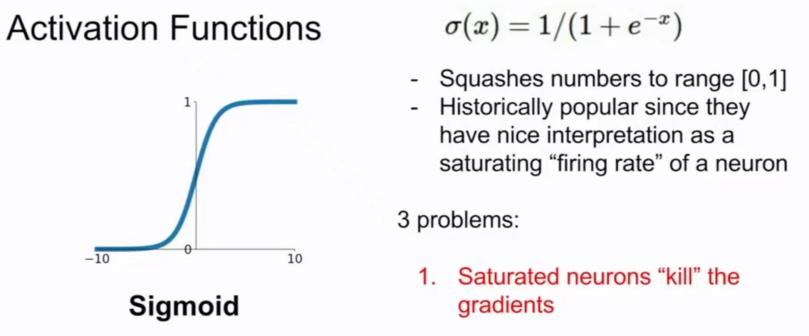 Activation Functions
1
0
−10
10
Sigmoid
σ(x) = 1/(1 + e⁻ˣ)
- Squashes numbers to range [0,1]
- Historically popular since they
have nice interpretation as a
saturating “firing rate” of a neuron
3 problems:
1. Saturated neurons “kill” the
gradients